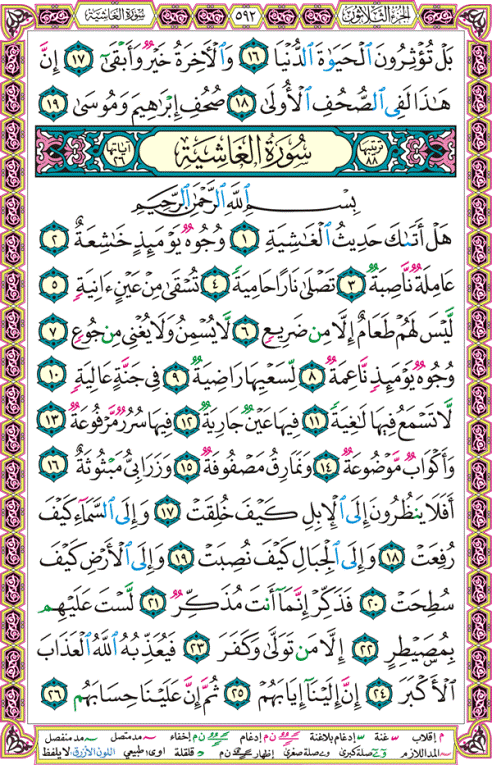 سُورَةُ الغَاشِيَةِ ٥٩٢ الجزء الثلاثون
بَلْ تُؤْثِرُونَ ٱلْحَيَوٰةَ ٱلدُّنْيَا ١٦ وَٱلْأَخِرَةُ خَيْرٌ وَأَبْقَىٰٓ ١٧ إِنَّ
هَٰذَا لَفِى ٱلصُّحُفِ ٱلْأُولَىٰ ١٨ صُحُفِ إِبْرَٰهِيمَ وَمُوسَىٰ ١٩
ترتيبها ٨٨ سُورَةُ الغَاشِيَةِ آياتها ٢٦
بِسْمِ ٱللَّهِ ٱلرَّحْمَٰنِ ٱلرَّحِيمِ
هَلْ أَتَىٰكَ حَدِيثُ ٱلْغَٰشِيَةِ ١ وُجُوهٌ يَوْمَئِذٍ خَٰشِعَةٌ ٢
عَامِلَةٌ نَّاصِبَةٌ ٣ تَصْلَىٰ نَارًا حَامِيَةً ٤ تُسْقَىٰ مِنْ عَيْنٍ ءَانِيَةٍ ٥
لَّيْسَ لَهُمْ طَعَامٌ إِلَّا مِن ضَرِيعٍ ٦ لَّا يُسْمِنُ وَلَا يُغْنِى مِن جُوعٍ ٧
وُجُوهٌ يَوْمَئِذٍ نَّاعِمَةٌ ٨ لِّسَعْيِهَا رَاضِيَةٌ ٩ فِى جَنَّةٍ عَالِيَةٍ ١٠
لَّا تَسْمَعُ فِيهَا لَٰغِيَةً ١١ فِيهَا عَيْنٌ جَارِيَةٌ ١٢ فِيهَا سُرُرٌ مَّرْفُوعَةٌ ١٣
وَأَكْوَابٌ مَّوْضُوعَةٌ ١٤ وَنَمَارِقُ مَصْفُوفَةٌ ١٥ وَزَرَابِىُّ مَبْثُوثَةٌ ١٦
أَفَلَا يَنظُرُونَ إِلَى ٱلْإِبِلِ كَيْفَ خُلِقَتْ ١٧ وَإِلَى ٱلسَّمَآءِ كَيْفَ
رُفِعَتْ ١٨ وَإِلَى ٱلْجِبَالِ كَيْفَ نُصِبَتْ ١٩ وَإِلَى ٱلْأَرْضِ كَيْفَ
سُطِحَتْ ٢٠ فَذَكِّرْ إِنَّمَآ أَنتَ مُذَكِّرٌ ٢١ لَّسْتَ عَلَيْهِم
بِمُصَيْطِرٍ ٢٢ إِلَّا مَن تَوَلَّىٰ وَكَفَرَ ٢٣ فَيُعَذِّبُهُ ٱللَّهُ ٱلْعَذَابَ
ٱلْأَكْبَرَ ٢٤ إِنَّ إِلَيْنَآ إِيَابَهُمْ ٢٥ ثُمَّ إِنَّ عَلَيْنَا حِسَابَهُم ٢٦
م إقلاب س غنة س إدغام بلاغنة ن م إدغام ن م إخفاء مد متصل مد منفصل
المد اللازم صلة كبرى صلة صغرى إظهار ن م قلقلة اوى طبيعي اللون الأزرق لا يلفظ